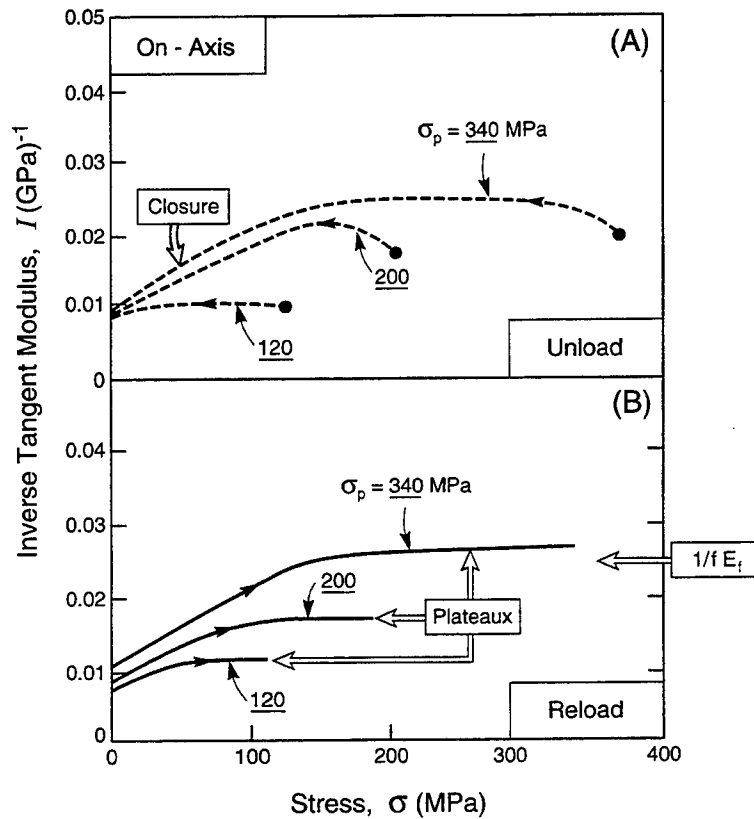 On - Axis
(A)
0.05
0.04
0.03
0.02
0.01
0
σp = 340 MPa
Closure
200
120
Unload
Inverse Tangent Modulus, I (GPa)-1
(B)
0.04
0.03
0.02
0.01
0
σp = 340 MPa
1/f Ef
200
Plateaux
120
Reload
0 100 200 300 400
Stress, σ (MPa)